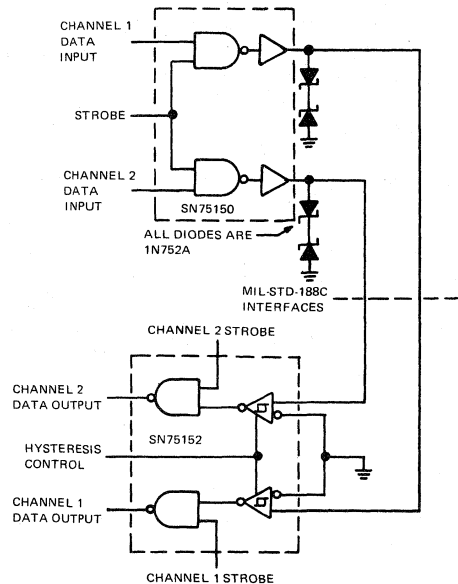 CHANNEL 1
DATA
INPUT
STROBE
CHANNEL 2
DATA
INPUT
SN75150
ALL DIODES ARE
1N752A
MIL-STD-188C
INTERFACES
CHANNEL 2 STROBE
CHANNEL 2
DATA OUTPUT
SN75152
HYSTERESIS
CONTROL
CHANNEL 1
DATA OUTPUT
CHANNEL 1 STROBE